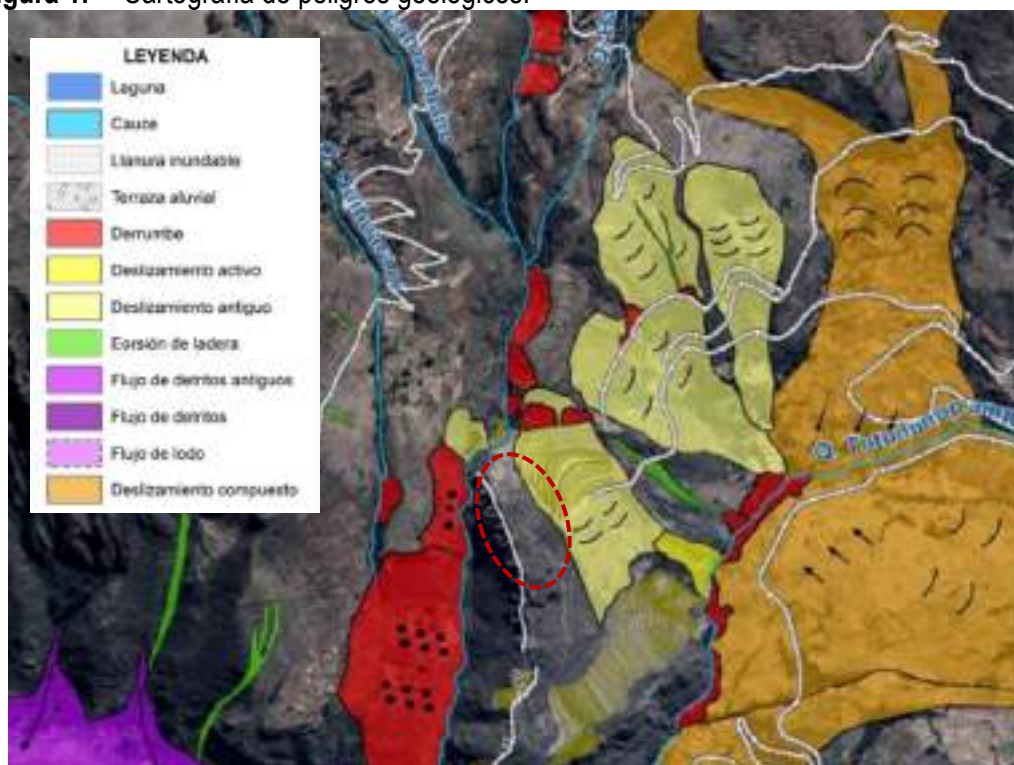 Cartografía de peligros geológicos.
LEYENDA
Laguna
Cauce
Llanura inundable
Terraza aluvial
Derrumbe
Deslizamiento activo
Deslizamiento antiguo
Eorsión de ladera
Flujo de detritos antiguos
Flujo de detritos
Flujo de lodo
Deslizamiento compuesto
Q.